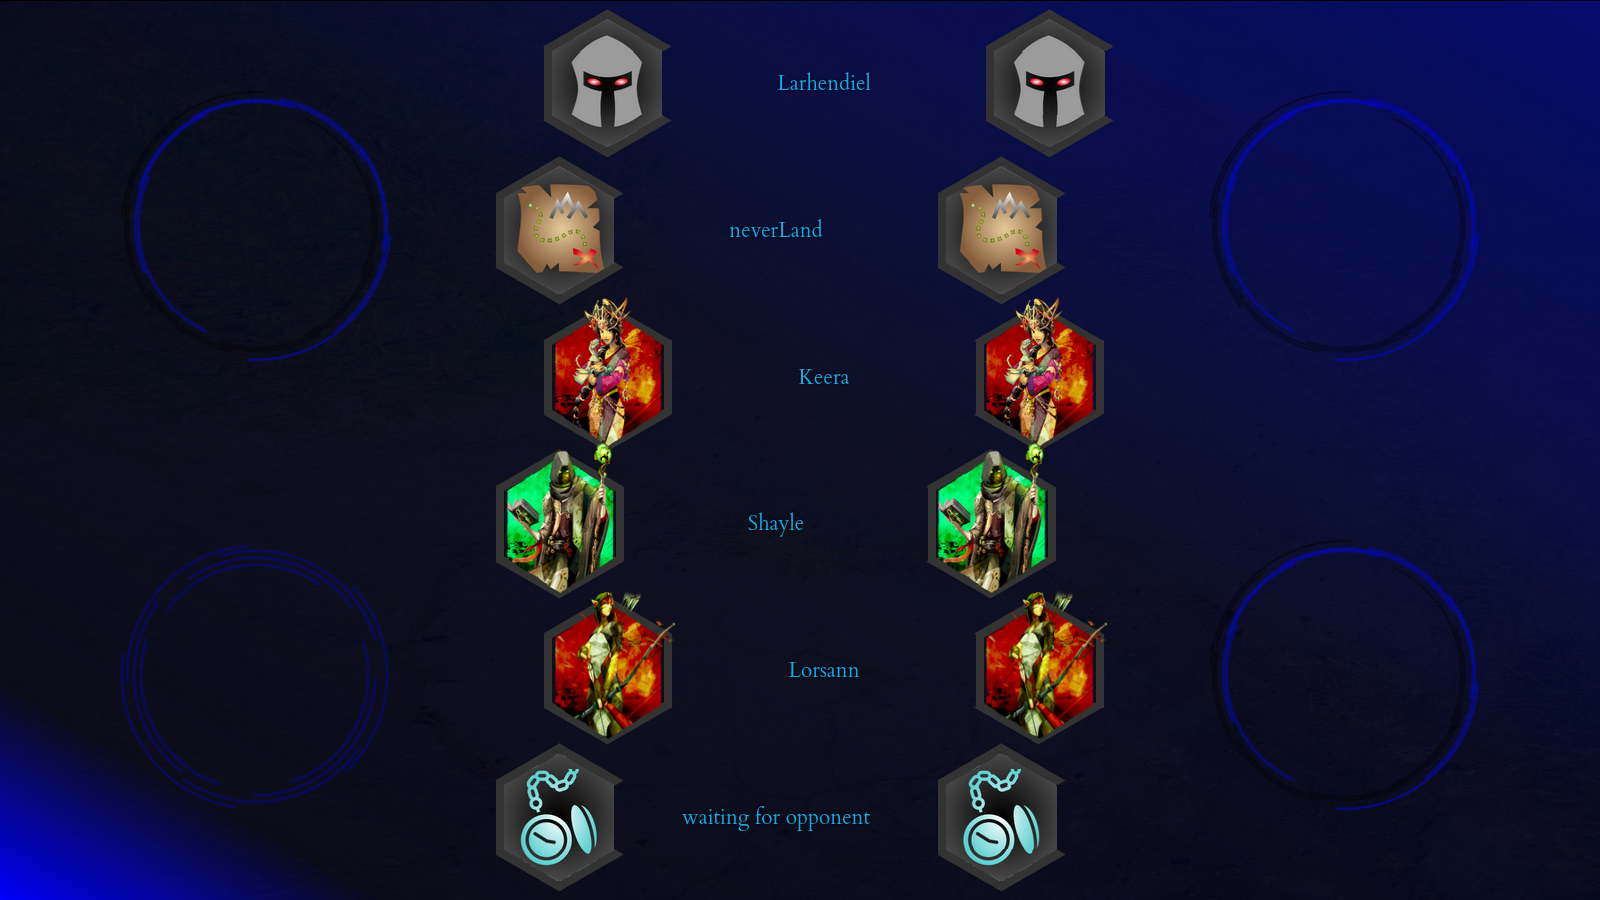 Larhendiel
neverLand
Keera
Shayle
Lorsann
waiting for opponent